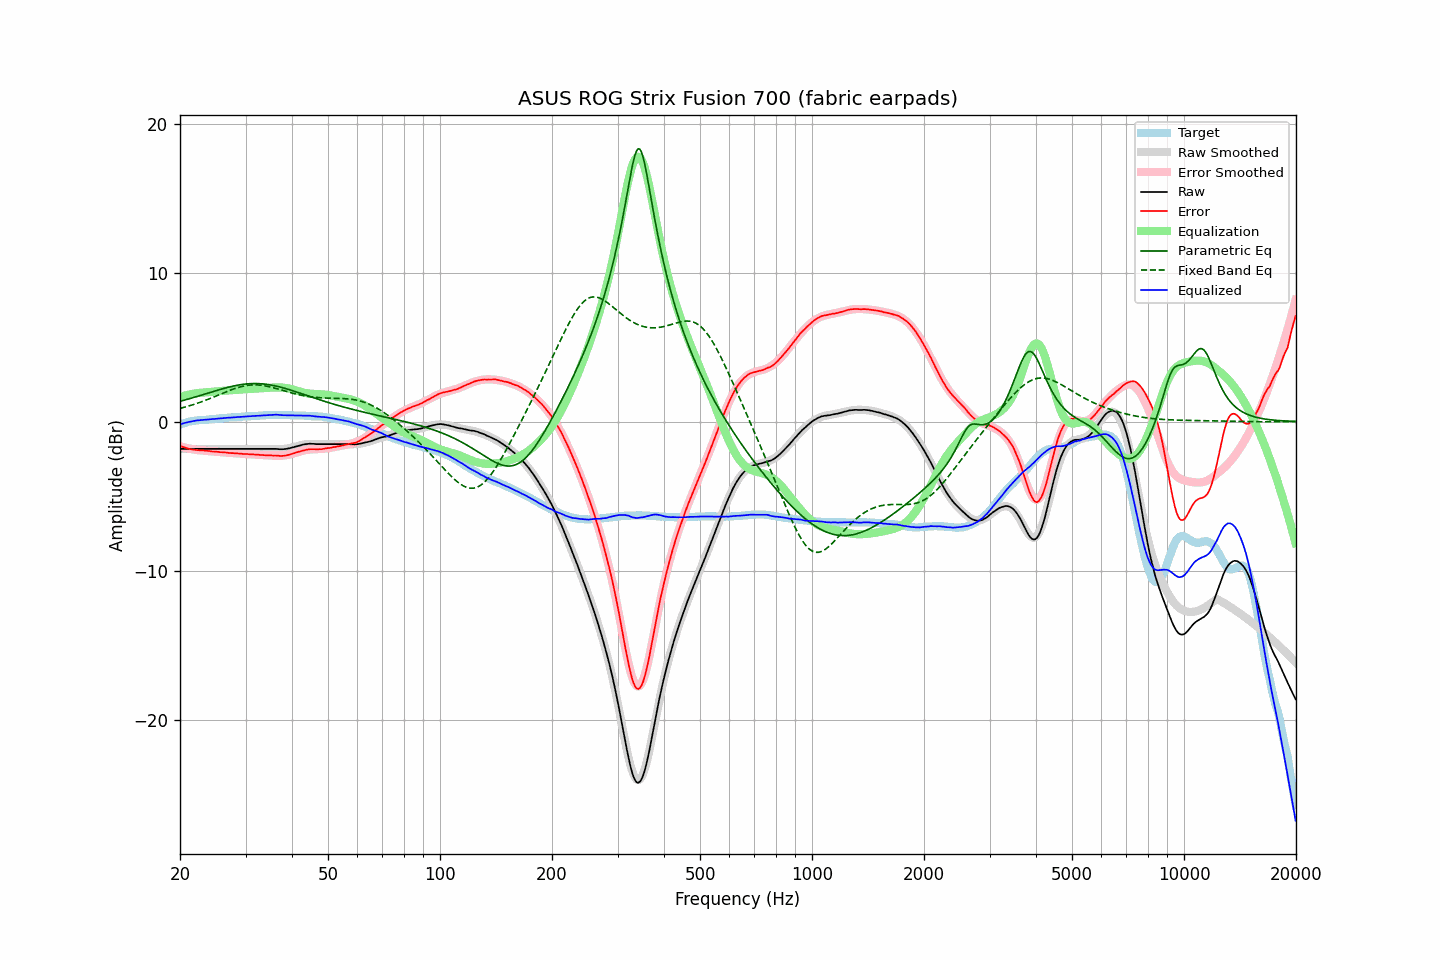 ASUS ROG Strix Fusion 700 (fabric earpads)
Amplitude (dBr)
20
10
0
−10
−20
Target
Raw Smoothed
Error Smoothed
Raw
Error
Equalization
Parametric Eq
Fixed Band Eq
Equalized
20 50 100 200 500 1000 2000 5000 10000 20000
Frequency (Hz)